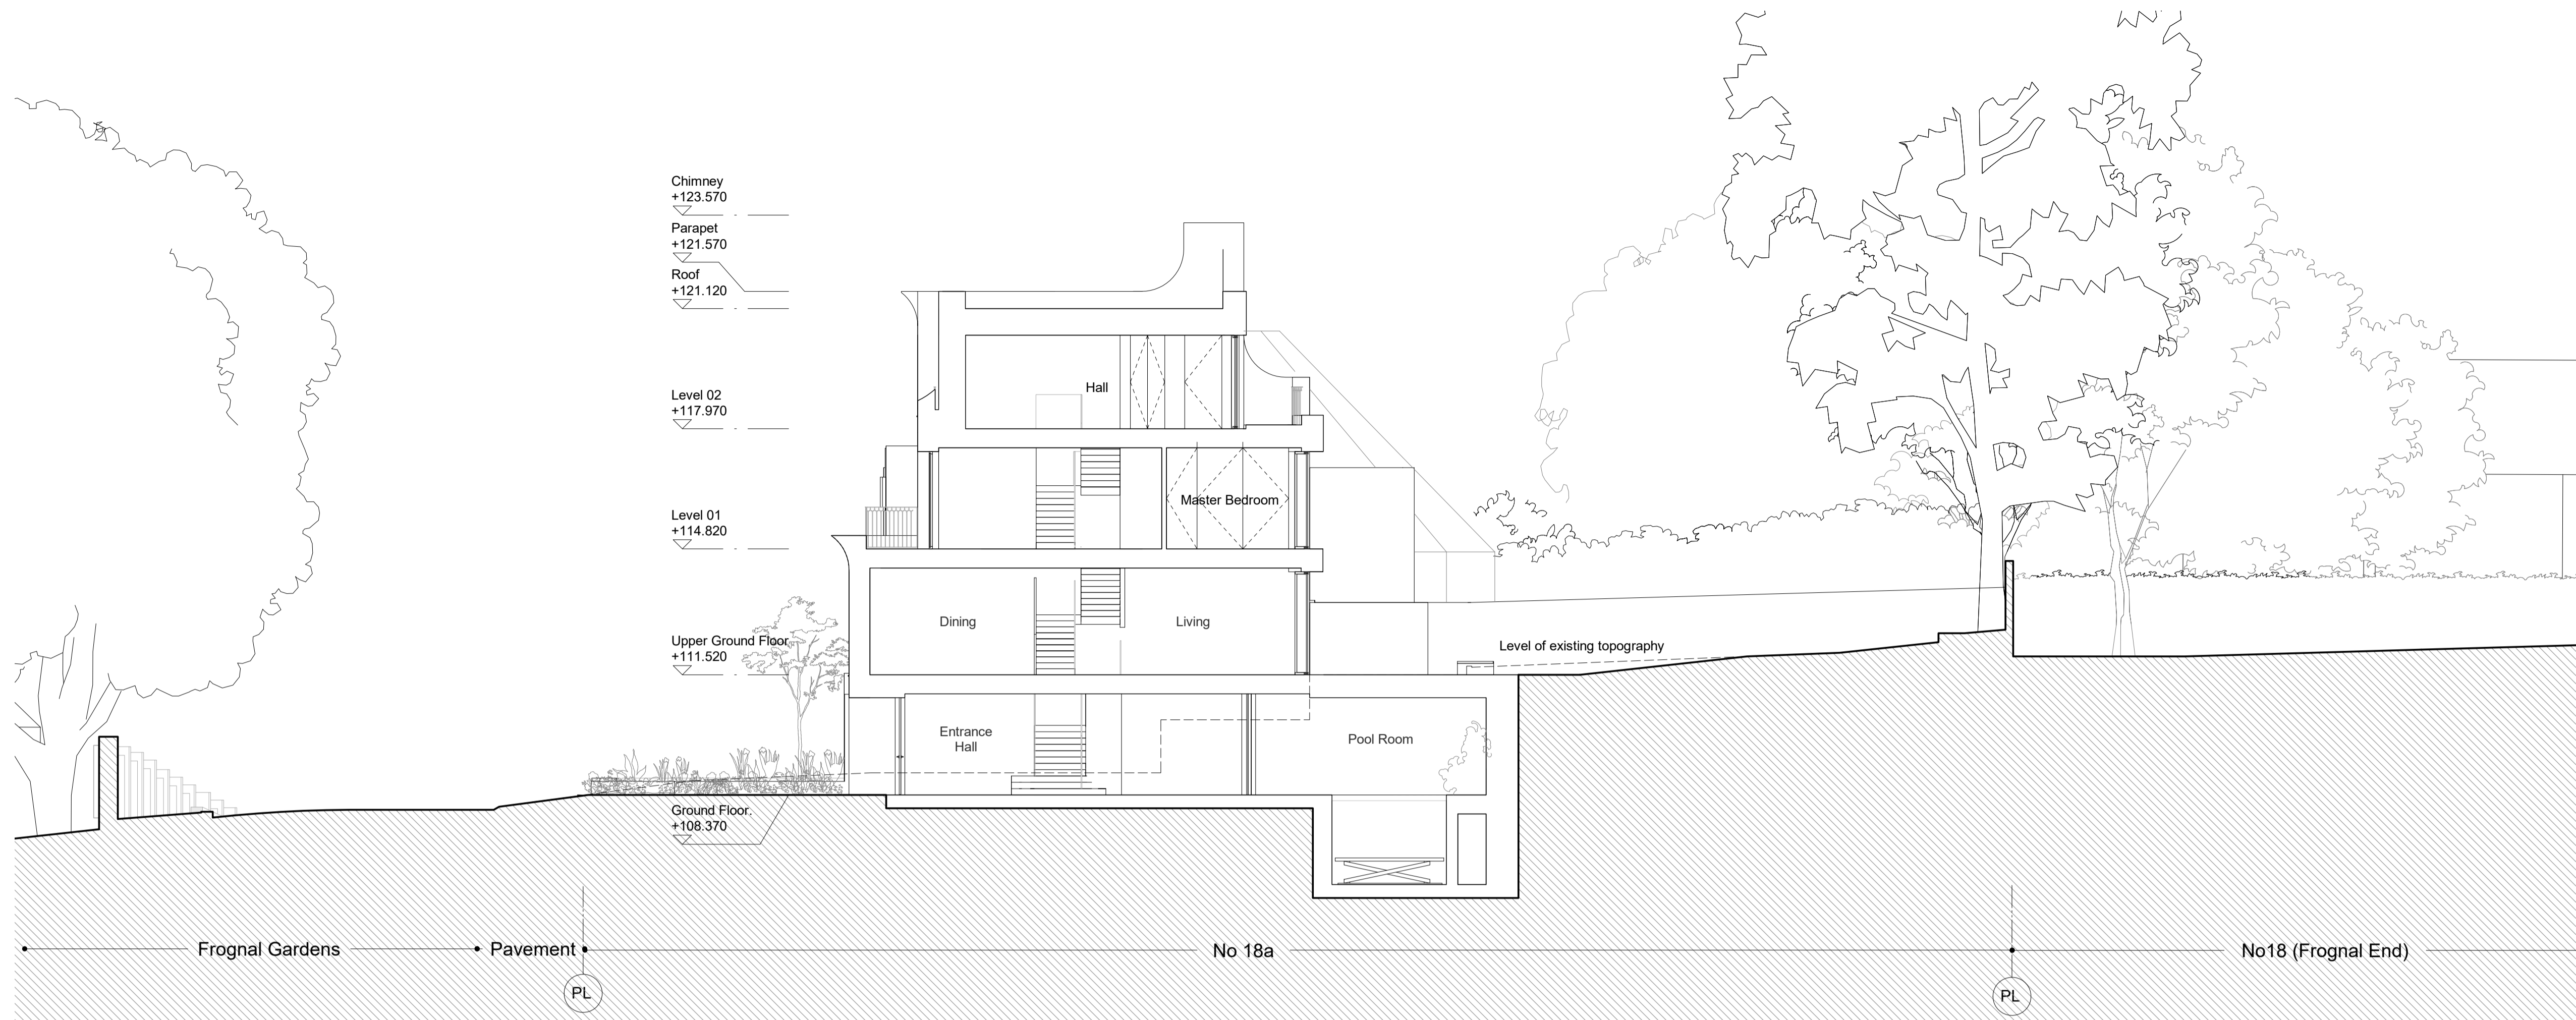 Chimney
+123.570
Parapet
+121.570
Roof
+121.120
Hall
Level 02
+117.970
Master Bedroom
Level 01
+114.820
Dining
Living
Upper Ground Floor
+111.520
Level of existing topography
Entrance
Hall
Pool Room
Ground Floor.
+108.370
Frognal Gardens
Pavement
No 18a
No18 (Frognal End)
PL
PL